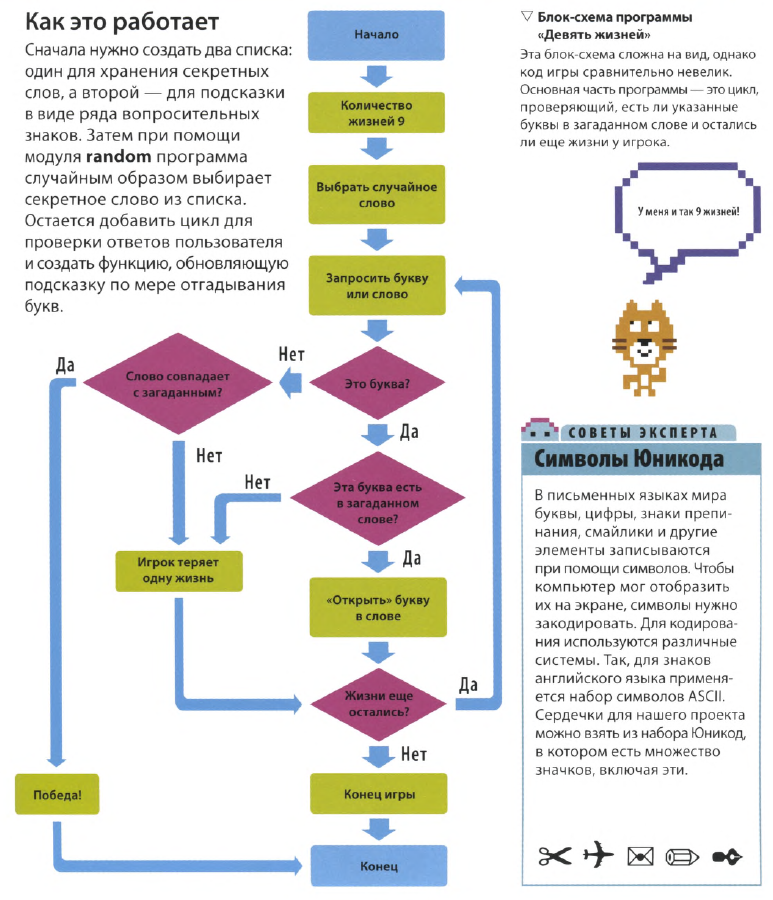 Как это работает
Сначала нужно создать два списка:
один для хранения секретных
слов, а второй — для подсказки
в виде ряда вопросительных
знаков. Затем при помощи
модуля random программа
случайным образом выбирает
секретное слово из списка.
Остается добавить цикл для
проверки ответов пользователя
и создать функцию, обновляющую
подсказку по мере отгадывания
букв.
Начало
Количество
жизней 9
Выбрать случайное
слово
Запросить букву
или слово
Это буква?
Нет
Слово совпадает
с загаданным?
Да
Да
Нет
Нет
Эта буква есть
в загаданном
слове?
Игрок теряет
одну жизнь
Да
«Открыть» букву
в слове
Жизни еще
остались?
Да
Нет
Победа!
Конец игры
Конец
▽ Блок-схема программы
«Девять жизней»
Эта блок-схема сложна на вид, однако
код игры сравнительно невелик.
Основная часть программы — это цикл,
проверяющий, есть ли указанные
буквы в загаданном слове и остались
ли еще жизни у игрока.
У меня и так 9 жизней!
СОВЕТЫ ЭКСПЕРТА
Символы Юникода
В письменных языках мира
буквы, цифры, знаки препи-
нания, смайлики и другие
элементы записываются
при помощи символов. Чтобы
компьютер мог отобразить
их на экране, символы нужно
закодировать. Для кодирова-
ния используются различные
системы. Так, для знаков
английского языка применя-
ется набор символов ASCII.
Сердечки для нашего проекта
можно взять из набора Юникод,
в котором есть множество
значков, включая эти.